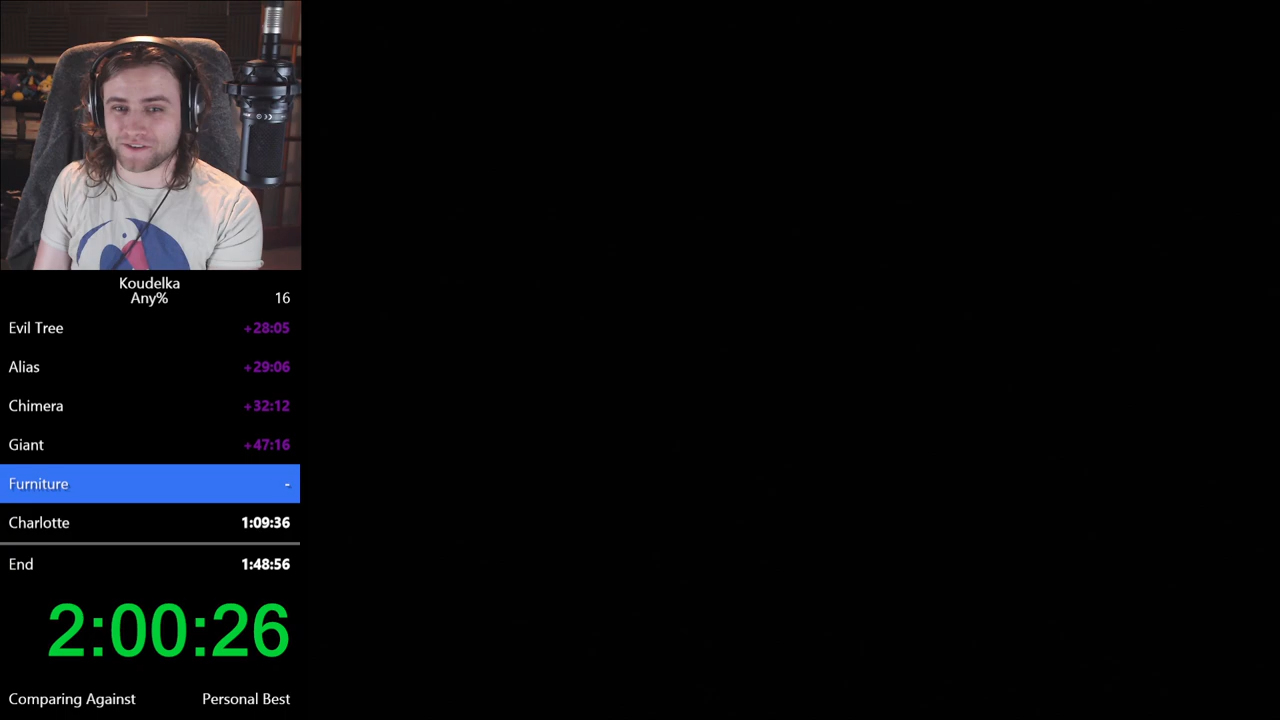 Koudelka
Any%
16
Evil Tree +28:05
Alias +29:06
Chimera +32:12
Giant +47:16
Furniture -
Charlotte 1:09:36
End 1:48:56
2:00:26
Comparing Against Personal Best